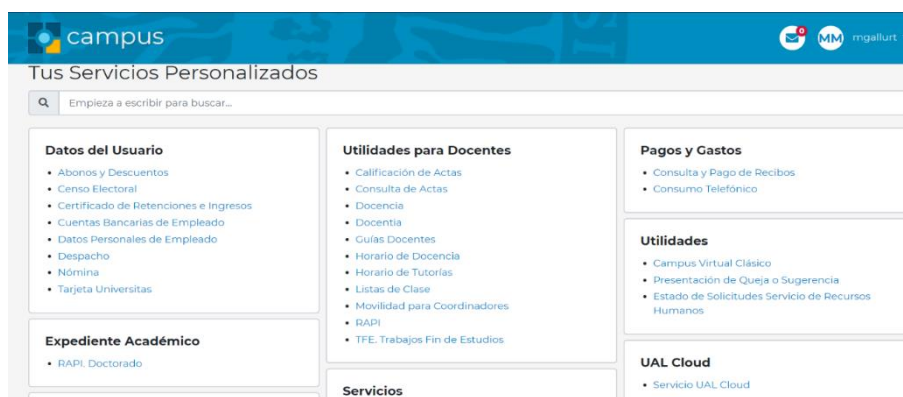 campus
0
MM
mgallurt
Tus Servicios Personalizados
Empieza a escribir para buscar...
Datos del Usuario
Abonos y Descuentos
Censo Electoral
Certificado de Retenciones e Ingresos
Cuentas Bancarias de Empleado
Datos Personales de Empleado
Despacho
Nómina
Tarjeta Universitas
Expediente Académico
RAPI. Doctorado
Utilidades para Docentes
Calificación de Actas
Consulta de Actas
Docencia
Docentia
Guías Docentes
Horario de Docencia
Horario de Tutorías
Listas de Clase
Movilidad para Coordinadores
RAPI
TFE. Trabajos Fin de Estudios
Servicios
Pagos y Gastos
Consulta y Pago de Recibos
Consumo Telefónico
Utilidades
Campus Virtual Clásico
Presentación de Queja o Sugerencia
Estado de Solicitudes Servicio de Recursos
Humanos
UAL Cloud
Servicio UAL Cloud